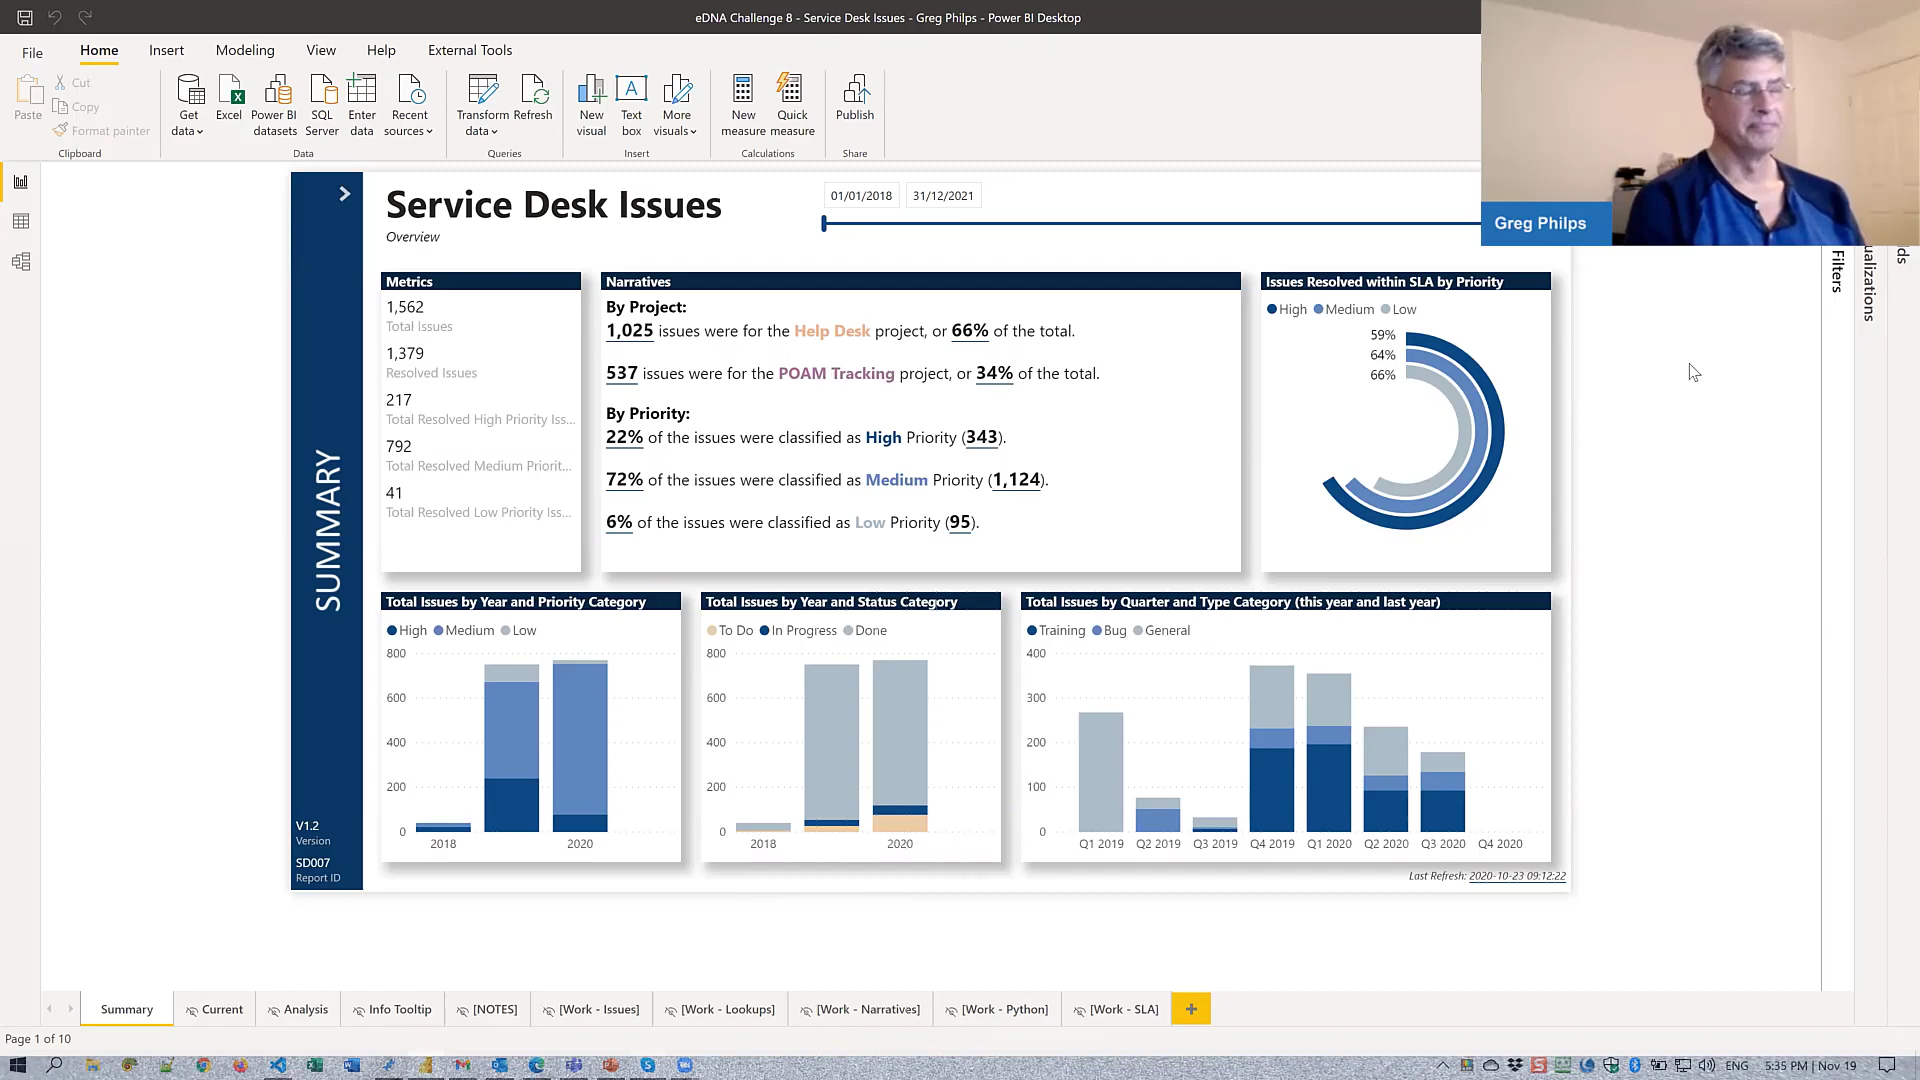 eDNA Challenge 8 - Service Desk Issues - Greg Philps - Power BI Desktop
File Home Insert Modeling View Help External Tools
Paste
Cut
Copy
Format painter
Clipboard
Get data
Excel
Power BI datasets
SQL Server
Enter data
Recent sources
Data
Transform data
Refresh
Queries
New visual
Text box
More visuals
Insert
New measure
Quick measure
Calculations
Publish
Share
Greg Philps
Service Desk Issues
Overview
01/01/2018 31/12/2021
SUMMARY
V1.2
Version
SD007
Report ID
Metrics
1,562
Total Issues
1,379
Resolved Issues
217
Total Resolved High Priority Iss...
792
Total Resolved Medium Priorit...
41
Total Resolved Low Priority Iss...
Narratives
By Project:
1,025 issues were for the Help Desk project, or 66% of the total.
537 issues were for the POAM Tracking project, or 34% of the total.
By Priority:
22% of the issues were classified as High Priority (343).
72% of the issues were classified as Medium Priority (1,124).
6% of the issues were classified as Low Priority (95).
Issues Resolved within SLA by Priority
High Medium Low
59%
64%
66%
Total Issues by Year and Priority Category
High Medium Low
800
600
400
200
0
2018 2020
Total Issues by Year and Status Category
To Do In Progress Done
800
600
400
200
0
2018 2020
Total Issues by Quarter and Type Category (this year and last year)
Training Bug General
400
300
200
100
0
Q1 2019 Q2 2019 Q3 2019 Q4 2019 Q1 2020 Q2 2020 Q3 2020 Q4 2020
Last Refresh: 2020-10-23 09:12:22
Filters
ualizations
ds
Summary Current Analysis Info Tooltip [NOTES] [Work - Issues] [Work - Lookups] [Work - Narratives] [Work - Python] [Work - SLA]
Page 1 of 10
ENG 5:35 PM | Nov 19